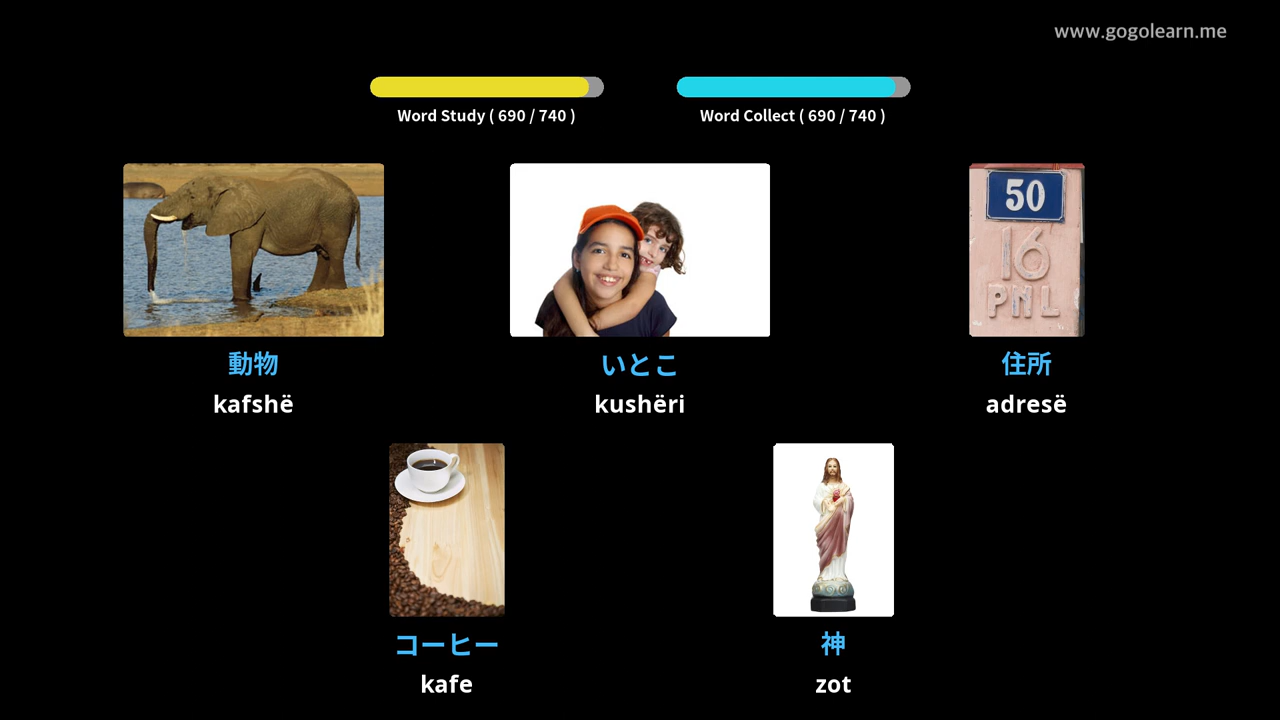 www.gogolearn.me
Word Study ( 690 / 740 )
Word Collect ( 690 / 740 )
50
16
PNL
動物
いとこ
住所
kafshë
kushëri
adresë
コーヒー
神
kafe
zot